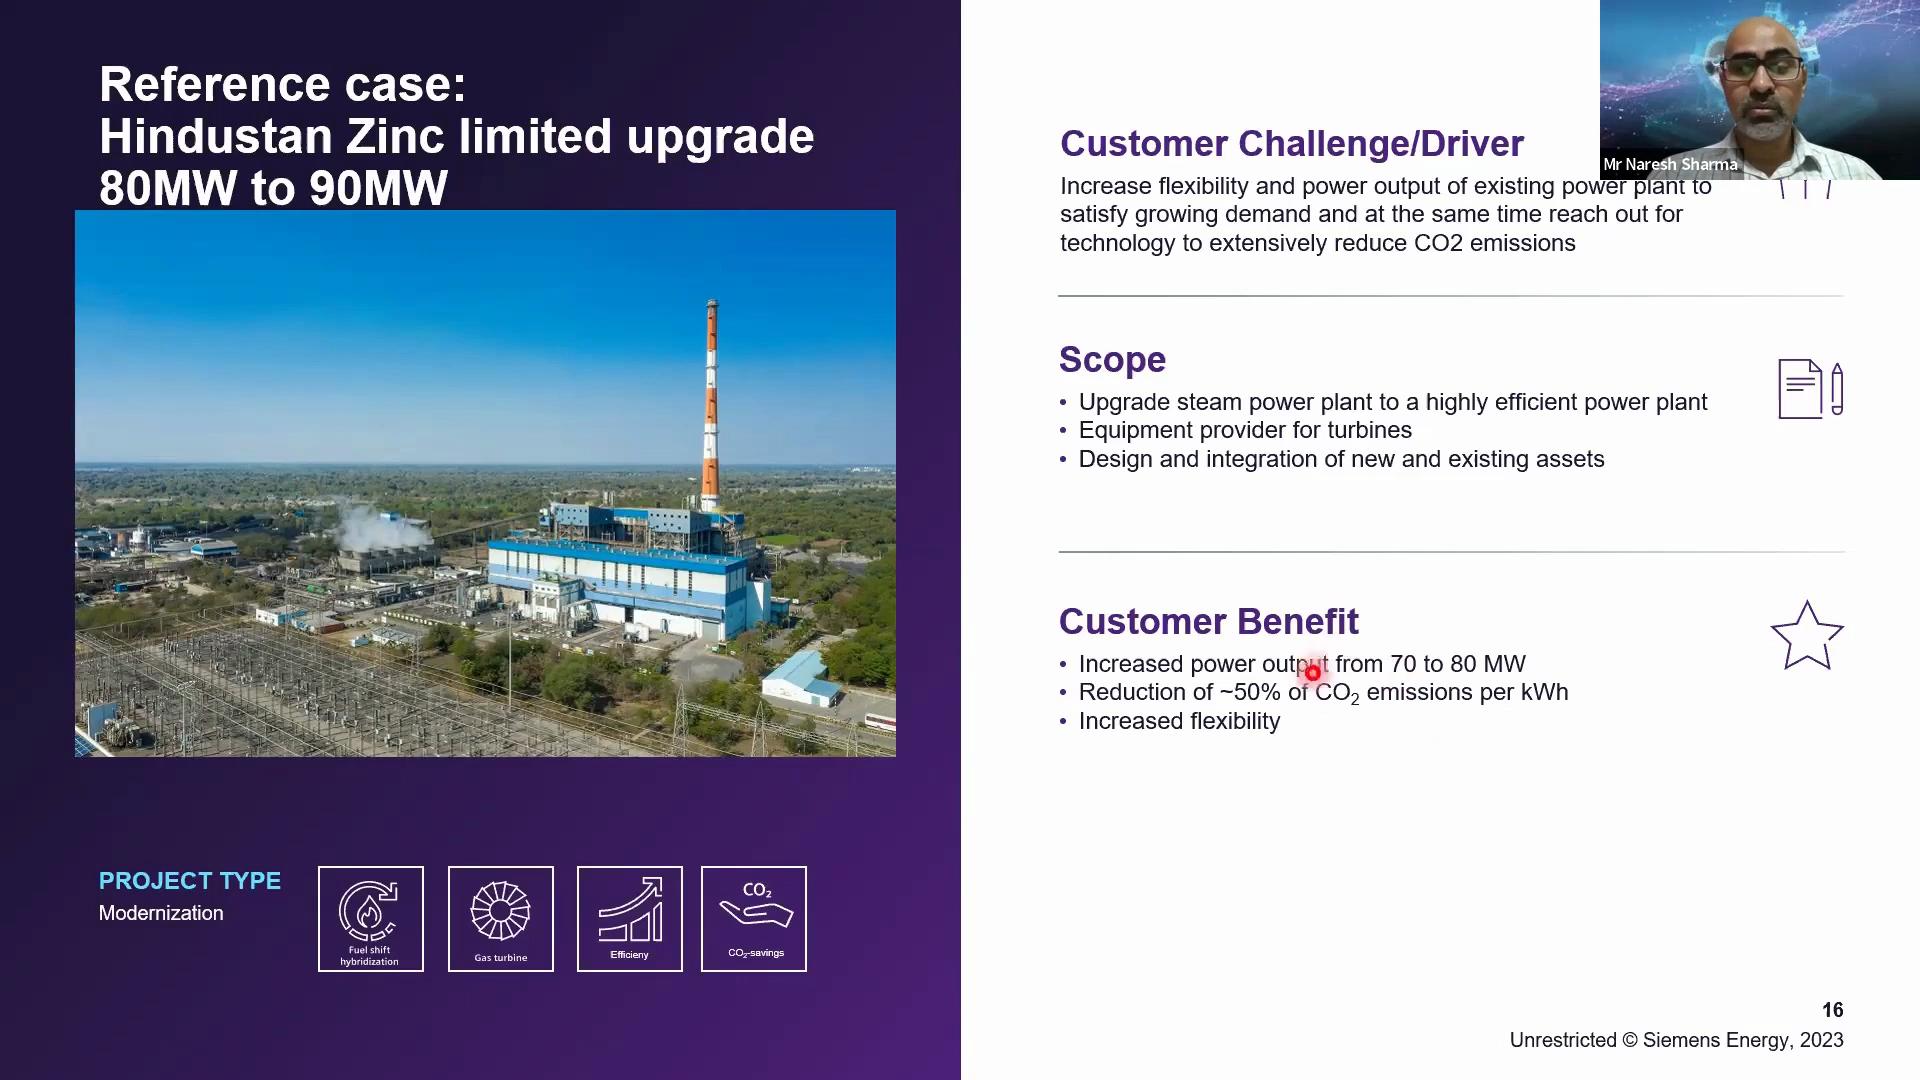 Reference case:
Hindustan Zinc limited upgrade
80MW to 90MW
PROJECT TYPE
Modernization
Fuel shift
hybridization
Gas turbine
Efficieny
CO₂
CO₂-savings
Mr Naresh Sharma
Customer Challenge/Driver
Increase flexibility and power output of existing power plant to
satisfy growing demand and at the same time reach out for
technology to extensively reduce CO2 emissions
Scope
• Upgrade steam power plant to a highly efficient power plant
• Equipment provider for turbines
• Design and integration of new and existing assets
Customer Benefit
• Increased power output from 70 to 80 MW
• Reduction of ~50% of CO₂ emissions per kWh
• Increased flexibility
16
Unrestricted © Siemens Energy, 2023